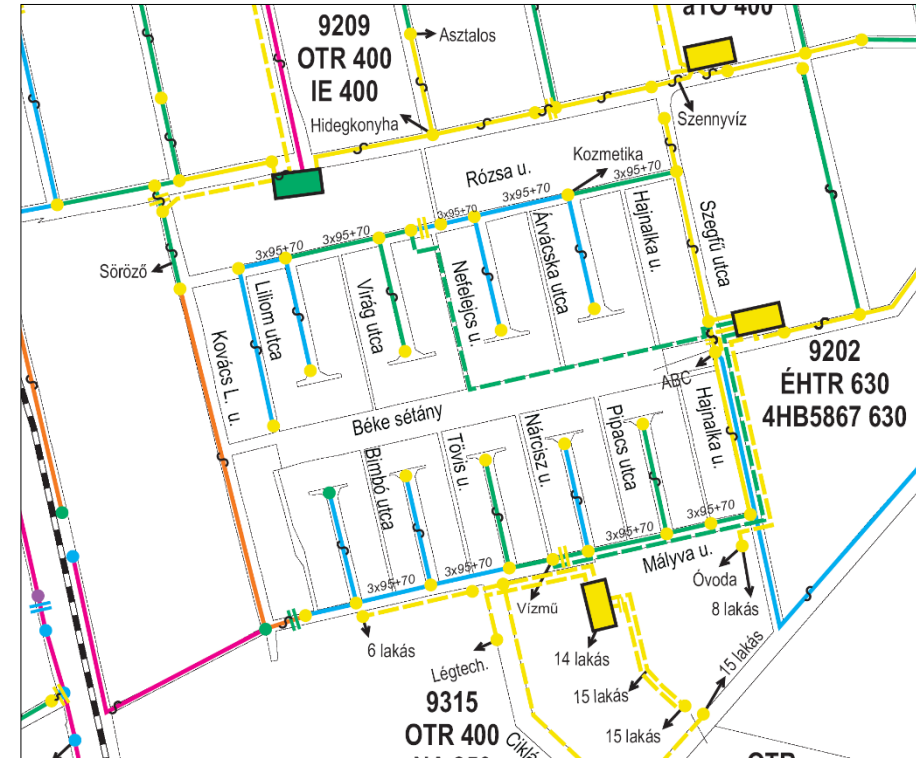 aTO 400
9209
OTR 400
IE 400
Asztalos
Hidegkonyha
Szennyvíz
Kozmetika
Rózsa u.
3x95+70
3x95+70
3x95+70
3x95+70
Söröző
Kovács L. u.
Liliom utca
Virág utca
Nefelejcs u.
Árvácska utca
Hajnalka u.
Szegfű utca
9202
ÉHTR 630
4HB5867 630
ABC
Béke sétány
Bimbó utca
Tövis u.
Nárcisz u.
Pipacs utca
Hajnalka u.
3x95+70
3x95+70
3x95+70
3x95+70
3x95+70
Mályva u.
Óvoda
8 lakás
Vízmű
6 lakás
Légtech.
14 lakás
15 lakás
15 lakás
15 lakás
9315
OTR 400
Ciklá
OTR